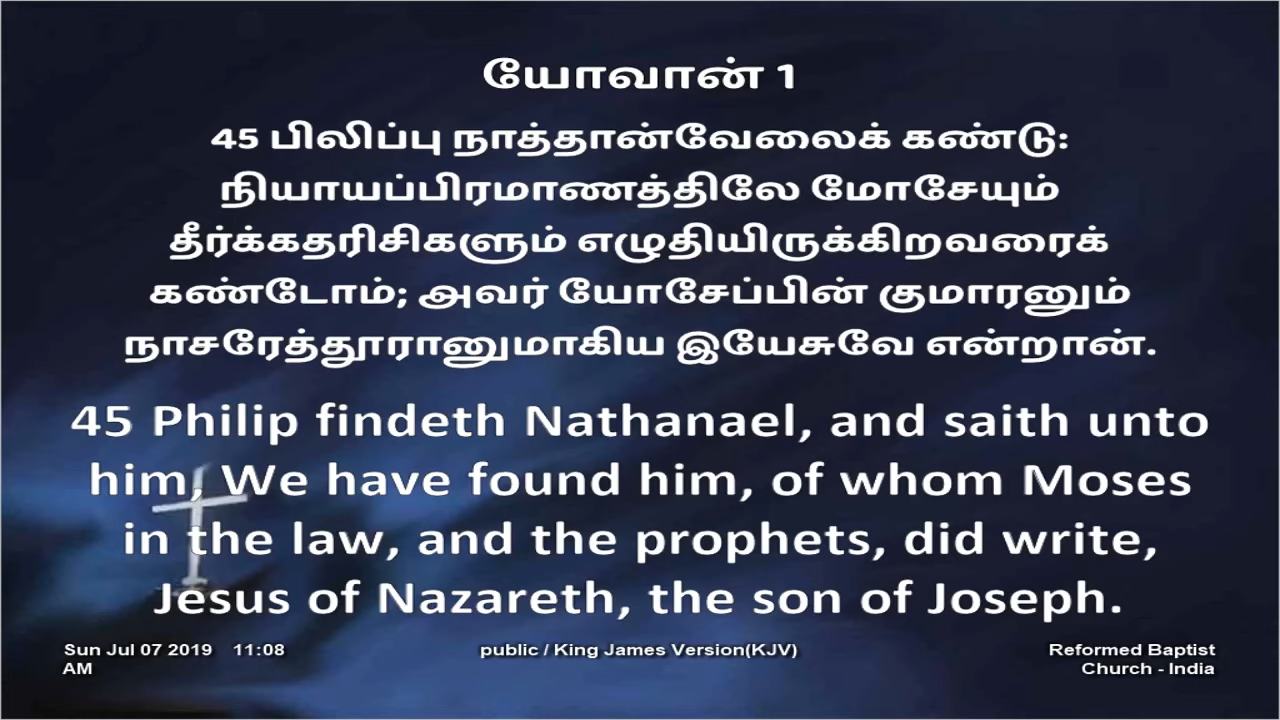 யோவான் 1
45 பிலிப்பு நாத்தான்வேலைக் கண்டு:
நியாயப்பிரமாணத்திலே மோசேயும்
தீர்க்கதரிசிகளும் எழுதியிருக்கிறவரைக்
கண்டோம்; அவர் யோசேப்பின் குமாரனும்
நாசரேத்தூரானுமாகிய இயேசுவே என்றான்.
45 Philip findeth Nathanael, and saith unto
him, We have found him, of whom Moses
in the law, and the prophets, did write,
Jesus of Nazareth, the son of Joseph.
Sun Jul 07 2019 11:08
AM
public / King James Version(KJV)
Reformed Baptist
Church - India